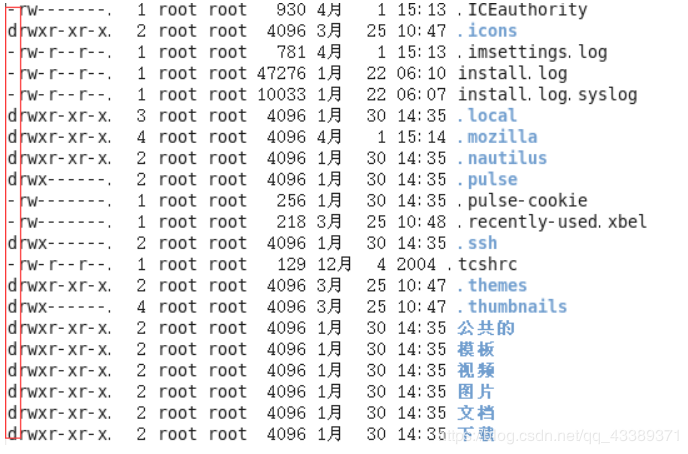 -rw-------. 1 root root 930 4月 1 15:13 .ICEauthority
drwxr-xr-x. 2 root root 4096 3月 25 10:47 .icons
-rw-r--r--. 1 root root 781 4月 1 15:13 .imsettings.log
-rw-r--r--. 1 root root 47276 1月 22 06:10 install.log
-rw-r--r--. 1 root root 10033 1月 22 06:07 install.log.syslog
drwxr-xr-x. 3 root root 4096 1月 30 14:35 .local
drwxr-xr-x. 4 root root 4096 4月 1 15:14 .mozilla
drwxr-xr-x. 2 root root 4096 1月 30 14:35 .nautilus
drwx------. 2 root root 4096 1月 30 14:35 .pulse
-rw-------. 1 root root 256 1月 30 14:35 .pulse-cookie
-rw-------. 1 root root 218 3月 25 10:48 .recently-used.xbel
drwx------. 2 root root 4096 1月 30 14:35 .ssh
-rw-r--r--. 1 root root 129 12月 4 2004 .tcshrc
drwxr-xr-x. 2 root root 4096 3月 25 10:47 .themes
drwx------. 4 root root 4096 3月 25 10:47 .thumbnails
drwxr-xr-x. 2 root root 4096 1月 30 14:35 公共的
drwxr-xr-x. 2 root root 4096 1月 30 14:35 模板
drwxr-xr-x. 2 root root 4096 1月 30 14:35 视频
drwxr-xr-x. 2 root root 4096 1月 30 14:35 图片
drwxr-xr-x. 2 root root 4096 1月 30 14:35 文档
drwxr-xr-x. 2 root root 4096 1月 30 14:35 下载
https://blog.csdn.net/qq_43389371